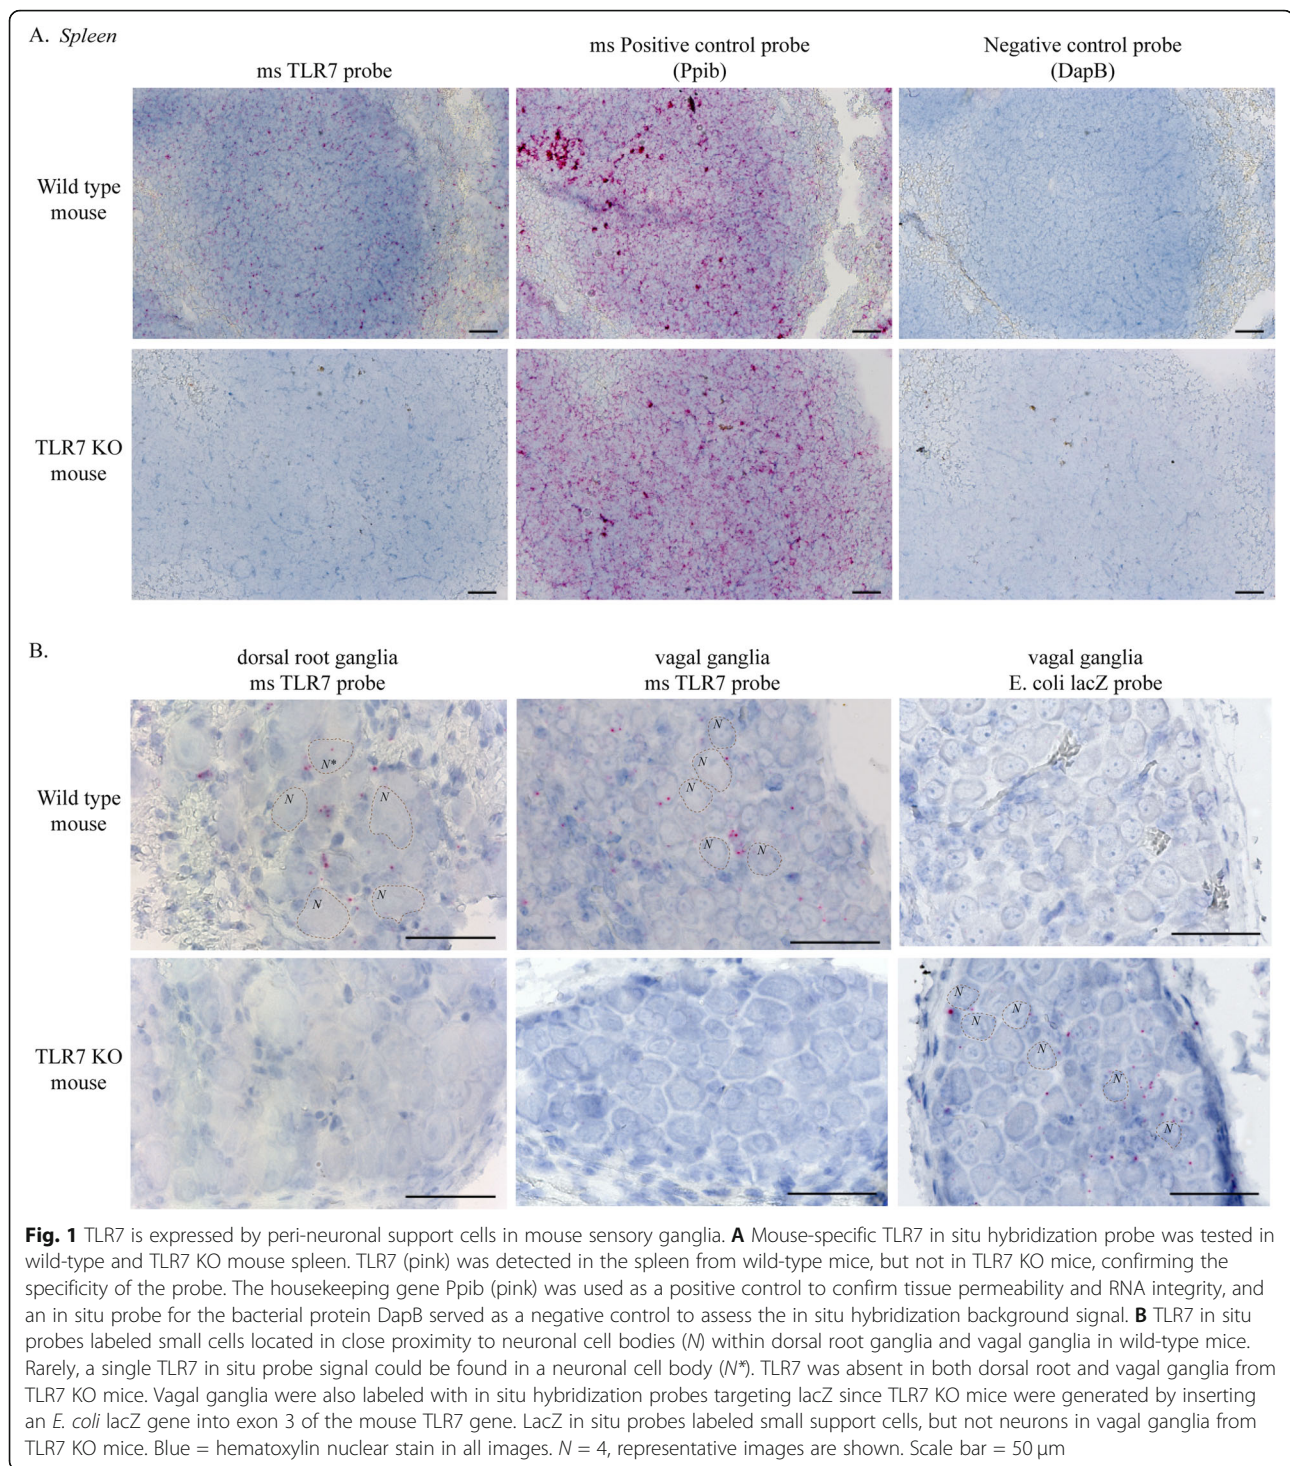 A. Spleen
ms TLR7 probe
ms Positive control probe
(Ppib)
Negative control probe
(DapB)
Wild type
mouse
TLR7 KO
mouse
B.
dorsal root ganglia
ms TLR7 probe
vagal ganglia
ms TLR7 probe
vagal ganglia
E. coli lacZ probe
Wild type
mouse
N*
N
N
N
N
N
N
N
N
N
TLR7 KO
mouse
N
N
N
N
N
N
Fig. 1 TLR7 is expressed by peri-neuronal support cells in mouse sensory ganglia. A Mouse-specific TLR7 in situ hybridization probe was tested in
wild-type and TLR7 KO mouse spleen. TLR7 (pink) was detected in the spleen from wild-type mice, but not in TLR7 KO mice, confirming the
specificity of the probe. The housekeeping gene Ppib (pink) was used as a positive control to confirm tissue permeability and RNA integrity, and
an in situ probe for the bacterial protein DapB served as a negative control to assess the in situ hybridization background signal. B TLR7 in situ
probes labeled small cells located in close proximity to neuronal cell bodies (N) within dorsal root ganglia and vagal ganglia in wild-type mice.
Rarely, a single TLR7 in situ probe signal could be found in a neuronal cell body (N*). TLR7 was absent in both dorsal root and vagal ganglia from
TLR7 KO mice. Vagal ganglia were also labeled with in situ hybridization probes targeting lacZ since TLR7 KO mice were generated by inserting
an E. coli lacZ gene into exon 3 of the mouse TLR7 gene. LacZ in situ probes labeled small support cells, but not neurons in vagal ganglia from
TLR7 KO mice. Blue = hematoxylin nuclear stain in all images. N = 4, representative images are shown. Scale bar = 50 μm